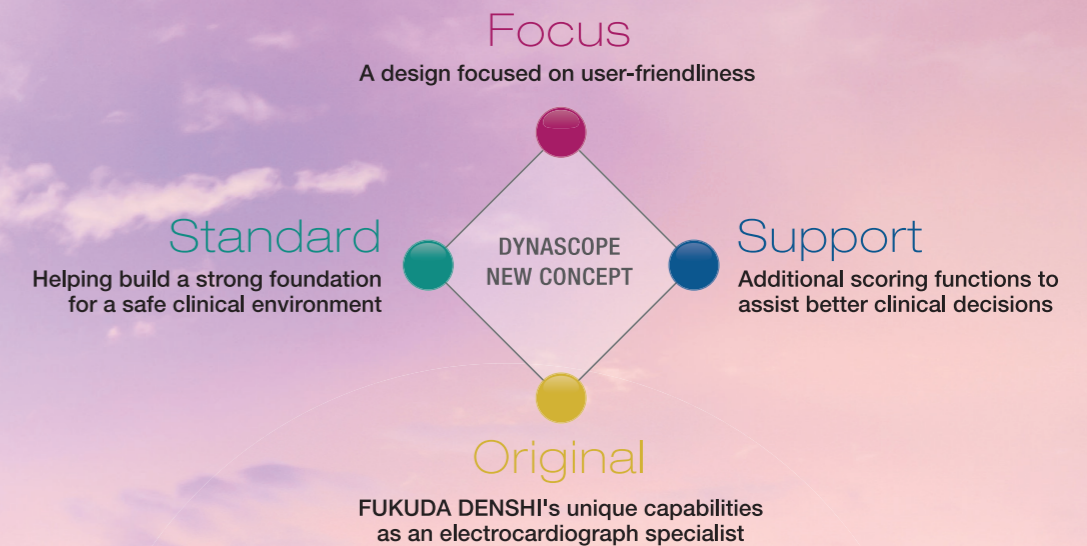 Focus
A design focused on user-friendliness
Standard
Helping build a strong foundation
for a safe clinical environment
DYNASCOPE
NEW CONCEPT
Support
Additional scoring functions to
assist better clinical decisions
Original
FUKUDA DENSHI's unique capabilities
as an electrocardiograph specialist